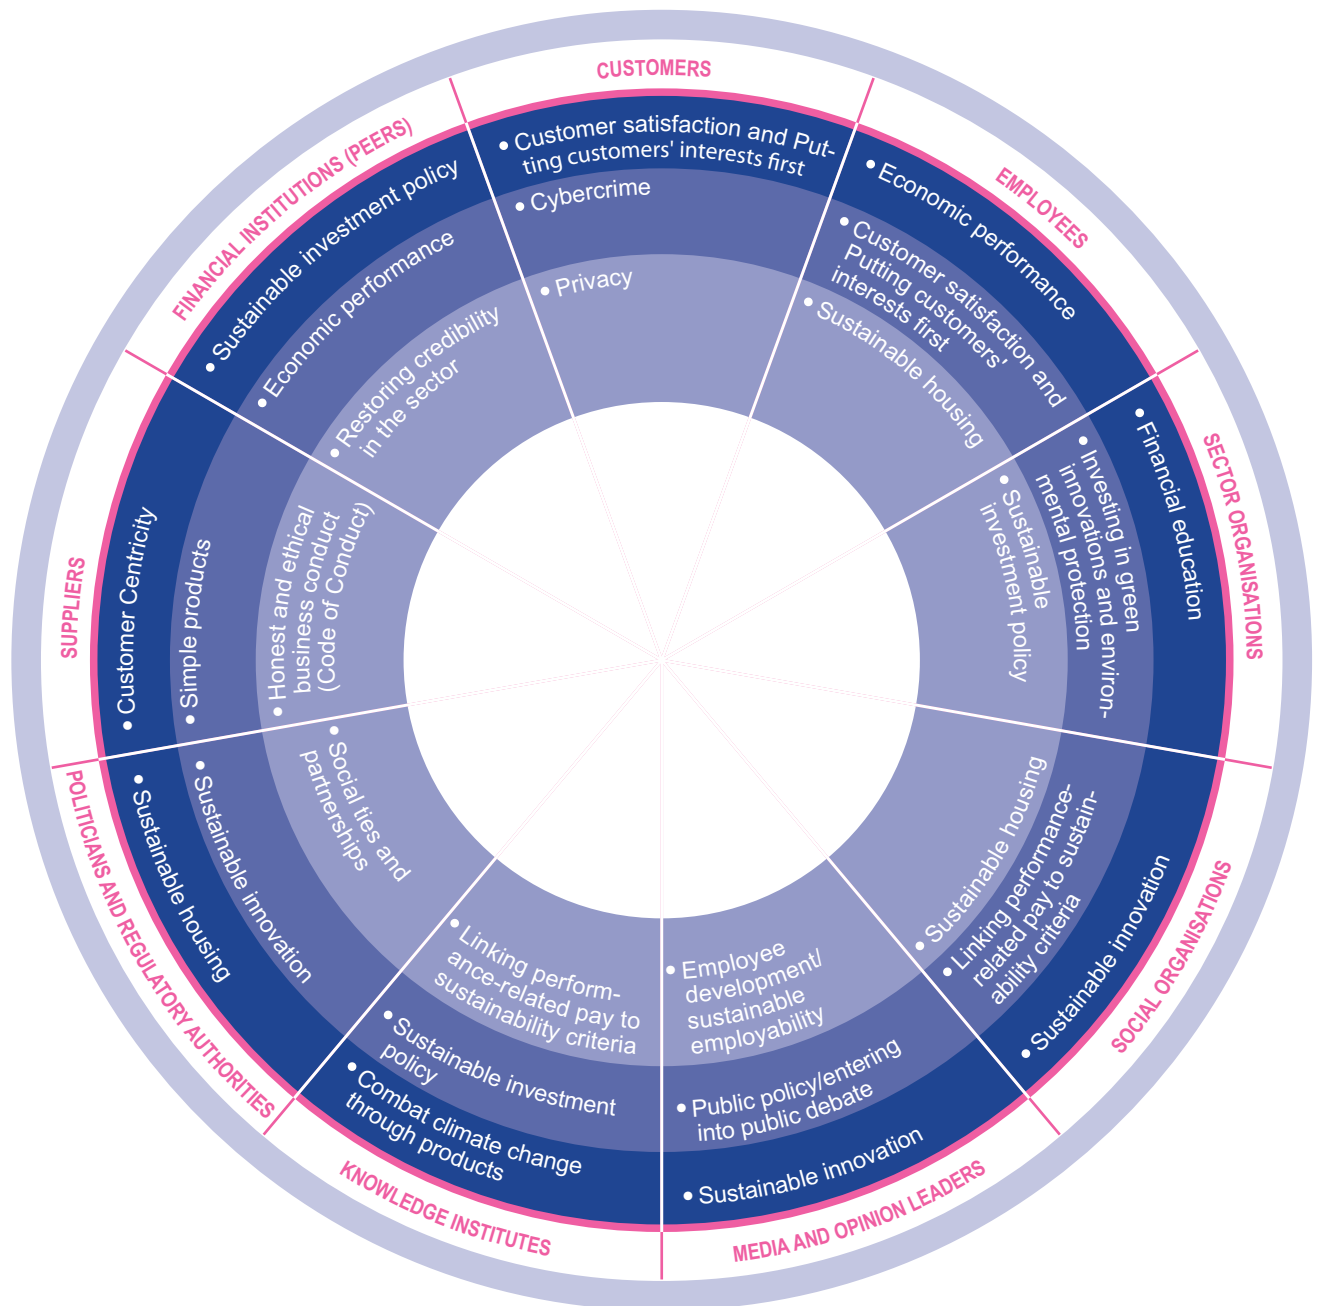 CUSTOMERS
• Customer satisfaction and Put-
ting customers' interests first
• Cybercrime
• Privacy
EMPLOYEES
• Economic performance
• Customer satisfaction and
Putting customers'
interests first
• Sustainable housing
SECTOR ORGANISATIONS
• Financial education
• Investing in green
innovations and environ-
mental protection
• Sustainable
investment policy
SOCIAL ORGANISATIONS
• Sustainable innovation
• Linking performance-
related pay to sustain-
ability criteria
• Sustainable housing
MEDIA AND OPINION LEADERS
• Sustainable innovation
• Public policy/entering
into public debate
• Employee
development/
sustainable
employability
KNOWLEDGE INSTITUTES
• Combat climate change
through products
• Sustainable investment
policy
• Linking perform-
ance-related pay to
sustainability criteria
POLITICIANS AND REGULATORY AUTHORITIES
• Sustainable housing
• Sustainable innovation
• Social ties and
partnerships
SUPPLIERS
• Customer Centricity
• Simple products
• Honest and ethical
business conduct
(Code of Conduct)
FINANCIAL INSTITUTIONS (PEERS)
• Sustainable investment policy
• Economic performance
• Restoring credibility
in the sector